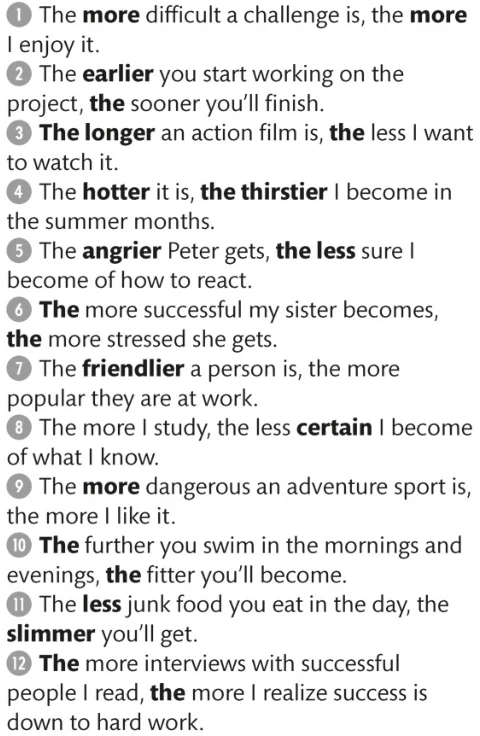 1 The more difficult a challenge is, the more
I enjoy it.
2 The earlier you start working on the
project, the sooner you'll finish.
3 The longer an action film is, the less I want
to watch it.
4 The hotter it is, the thirstier I become in
the summer months.
5 The angrier Peter gets, the less sure I
become of how to react.
6 The more successful my sister becomes,
the more stressed she gets.
7 The friendlier a person is, the more
popular they are at work.
8 The more I study, the less certain I become
of what I know.
9 The more dangerous an adventure sport is,
the more I like it.
10 The further you swim in the mornings and
evenings, the fitter you'll become.
11 The less junk food you eat in the day, the
slimmer you'll get.
12 The more interviews with successful
people I read, the more I realize success is
down to hard work.